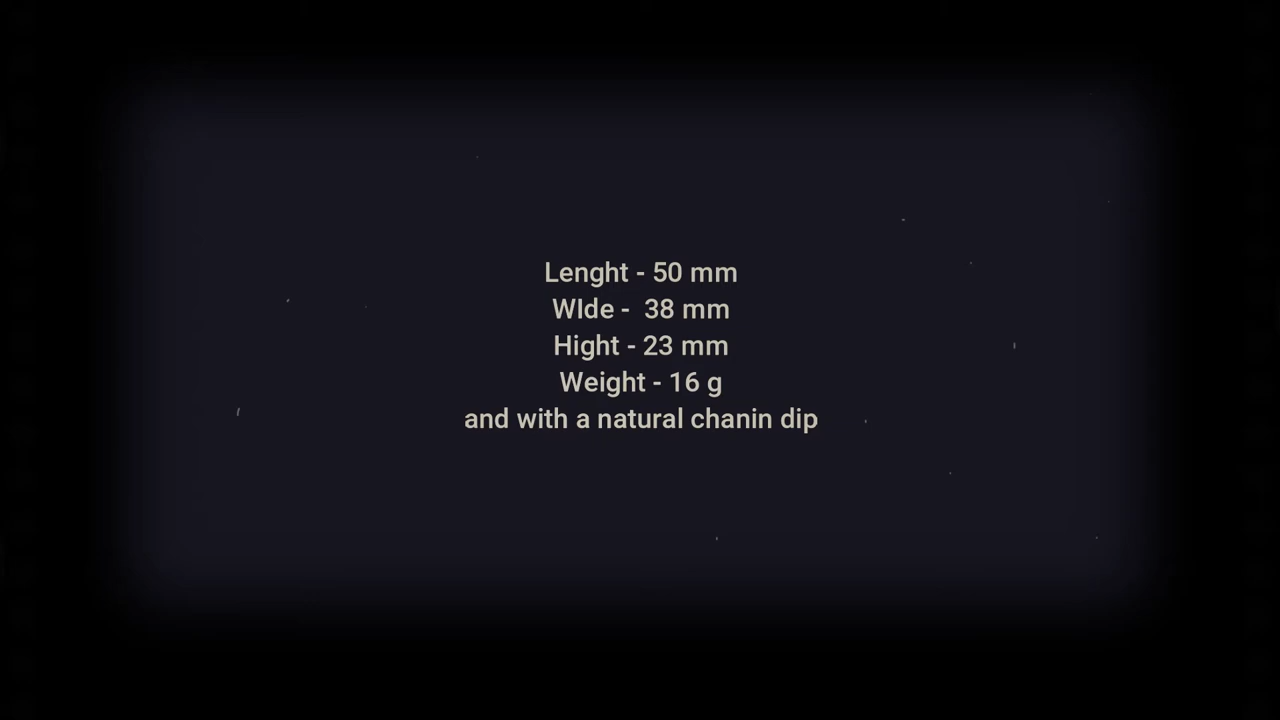 Lenght - 50 mm
WIde -  38 mm
Hight - 23 mm
Weight - 16 g
and with a natural chanin dip